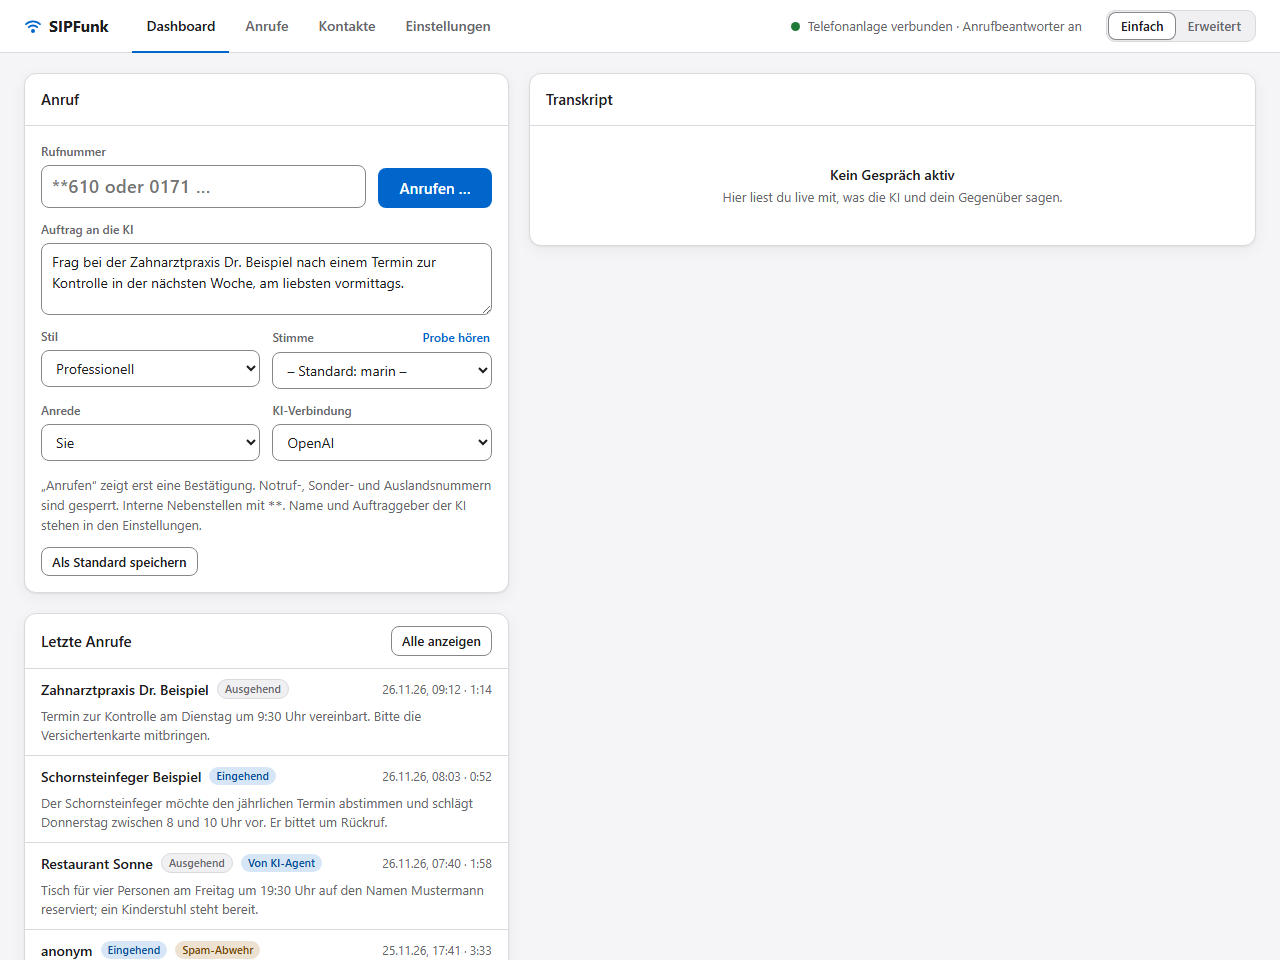 SIPFunk
Dashboard
Anrufe
Kontakte
Einstellungen
Telefonanlage verbunden · Anrufbeantworter an
Einfach
Erweitert
Anruf
Rufnummer
**610 oder 0171 ...
Anrufen ...
Auftrag an die KI
Frag bei der Zahnarztpraxis Dr. Beispiel nach einem Termin zur
Kontrolle in der nächsten Woche, am liebsten vormittags.
Stil
Stimme
Probe hören
Professionell
– Standard: marin –
Anrede
KI-Verbindung
Sie
OpenAI
„Anrufen“ zeigt erst eine Bestätigung. Notruf-, Sonder- und Auslandsnummern
sind gesperrt. Interne Nebenstellen mit **. Name und Auftraggeber der KI
stehen in den Einstellungen.
Als Standard speichern
Transkript
Kein Gespräch aktiv
Hier liest du live mit, was die KI und dein Gegenüber sagen.
Letzte Anrufe
Alle anzeigen
Zahnarztpraxis Dr. Beispiel
Ausgehend
26.11.26, 09:12 · 1:14
Termin zur Kontrolle am Dienstag um 9:30 Uhr vereinbart. Bitte die
Versichertenkarte mitbringen.
Schornsteinfeger Beispiel
Eingehend
26.11.26, 08:03 · 0:52
Der Schornsteinfeger möchte den jährlichen Termin abstimmen und schlägt
Donnerstag zwischen 8 und 10 Uhr vor. Er bittet um Rückruf.
Restaurant Sonne
Ausgehend
Von KI-Agent
26.11.26, 07:40 · 1:58
Tisch für vier Personen am Freitag um 19:30 Uhr auf den Namen Mustermann
reserviert; ein Kinderstuhl steht bereit.
anonym
Eingehend
Spam-Abwehr
25.11.26, 17:41 · 3:33